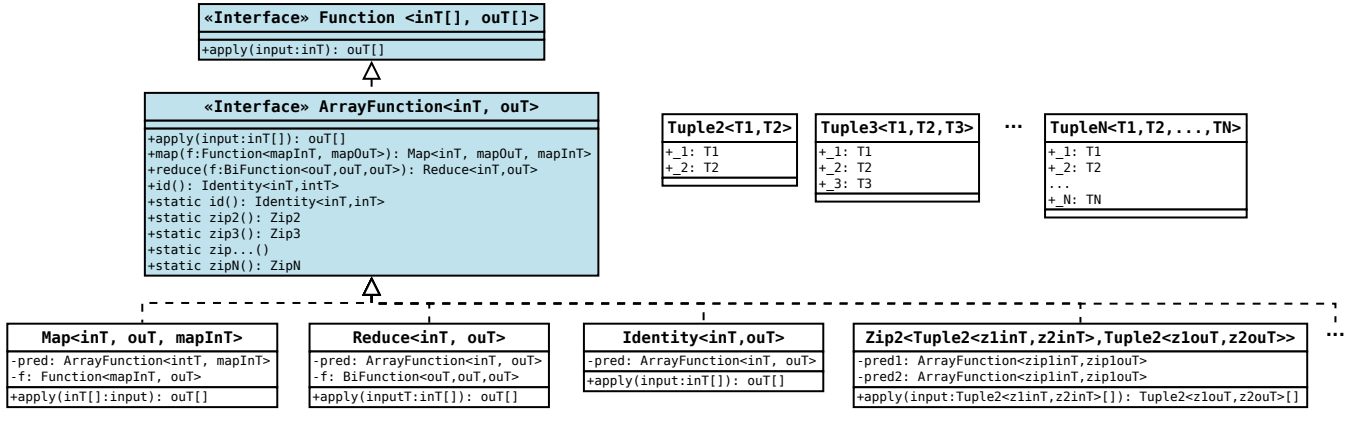 «Interface» Function <inT[], ouT[]>
+apply(input:inT): ouT[]
«Interface» ArrayFunction<inT, ouT>
+apply(input:inT[]): ouT[]
+map(f:Function<mapInT, mapOuT>): Map<inT, mapOuT, mapInT>
+reduce(f:BiFunction<ouT,ouT,ouT>): Reduce<inT,ouT>
+id(): Identity<inT,intT>
+static id(): Identity<inT,inT>
+static zip2(): Zip2
+static zip3(): Zip3
+static zip...()
+static zipN(): ZipN
Tuple2<T1,T2>
+_1: T1
+_2: T2
Tuple3<T1,T2,T3>
+_1: T1
+_2: T2
+_3: T3
...
TupleN<T1,T2,...,TN>
+_1: T1
+_2: T2
...
+_N: TN
Map<inT, ouT, mapInT>
-pred: ArrayFunction<intT, mapInT>
-f: Function<mapInT, ouT>
+apply(inT[]:input): ouT[]
Reduce<inT, ouT>
-pred: ArrayFunction<inT, ouT>
-f: BiFunction<ouT,ouT,ouT>
+apply(inputT:inT[]): ouT[]
Identity<inT,ouT>
-pred: ArrayFunction<inT, ouT>
+apply(input:inT[]): ouT[]
Zip2<Tuple2<z1inT,z2inT>,Tuple2<z1ouT,z2ouT>>
-pred1: ArrayFunction<zip1inT,zip1ouT>
-pred2: ArrayFunction<zip1inT,zip1ouT>
+apply(input:Tuple2<z1inT,z2inT>[]): Tuple2<z1ouT,z2ouT>[]
...